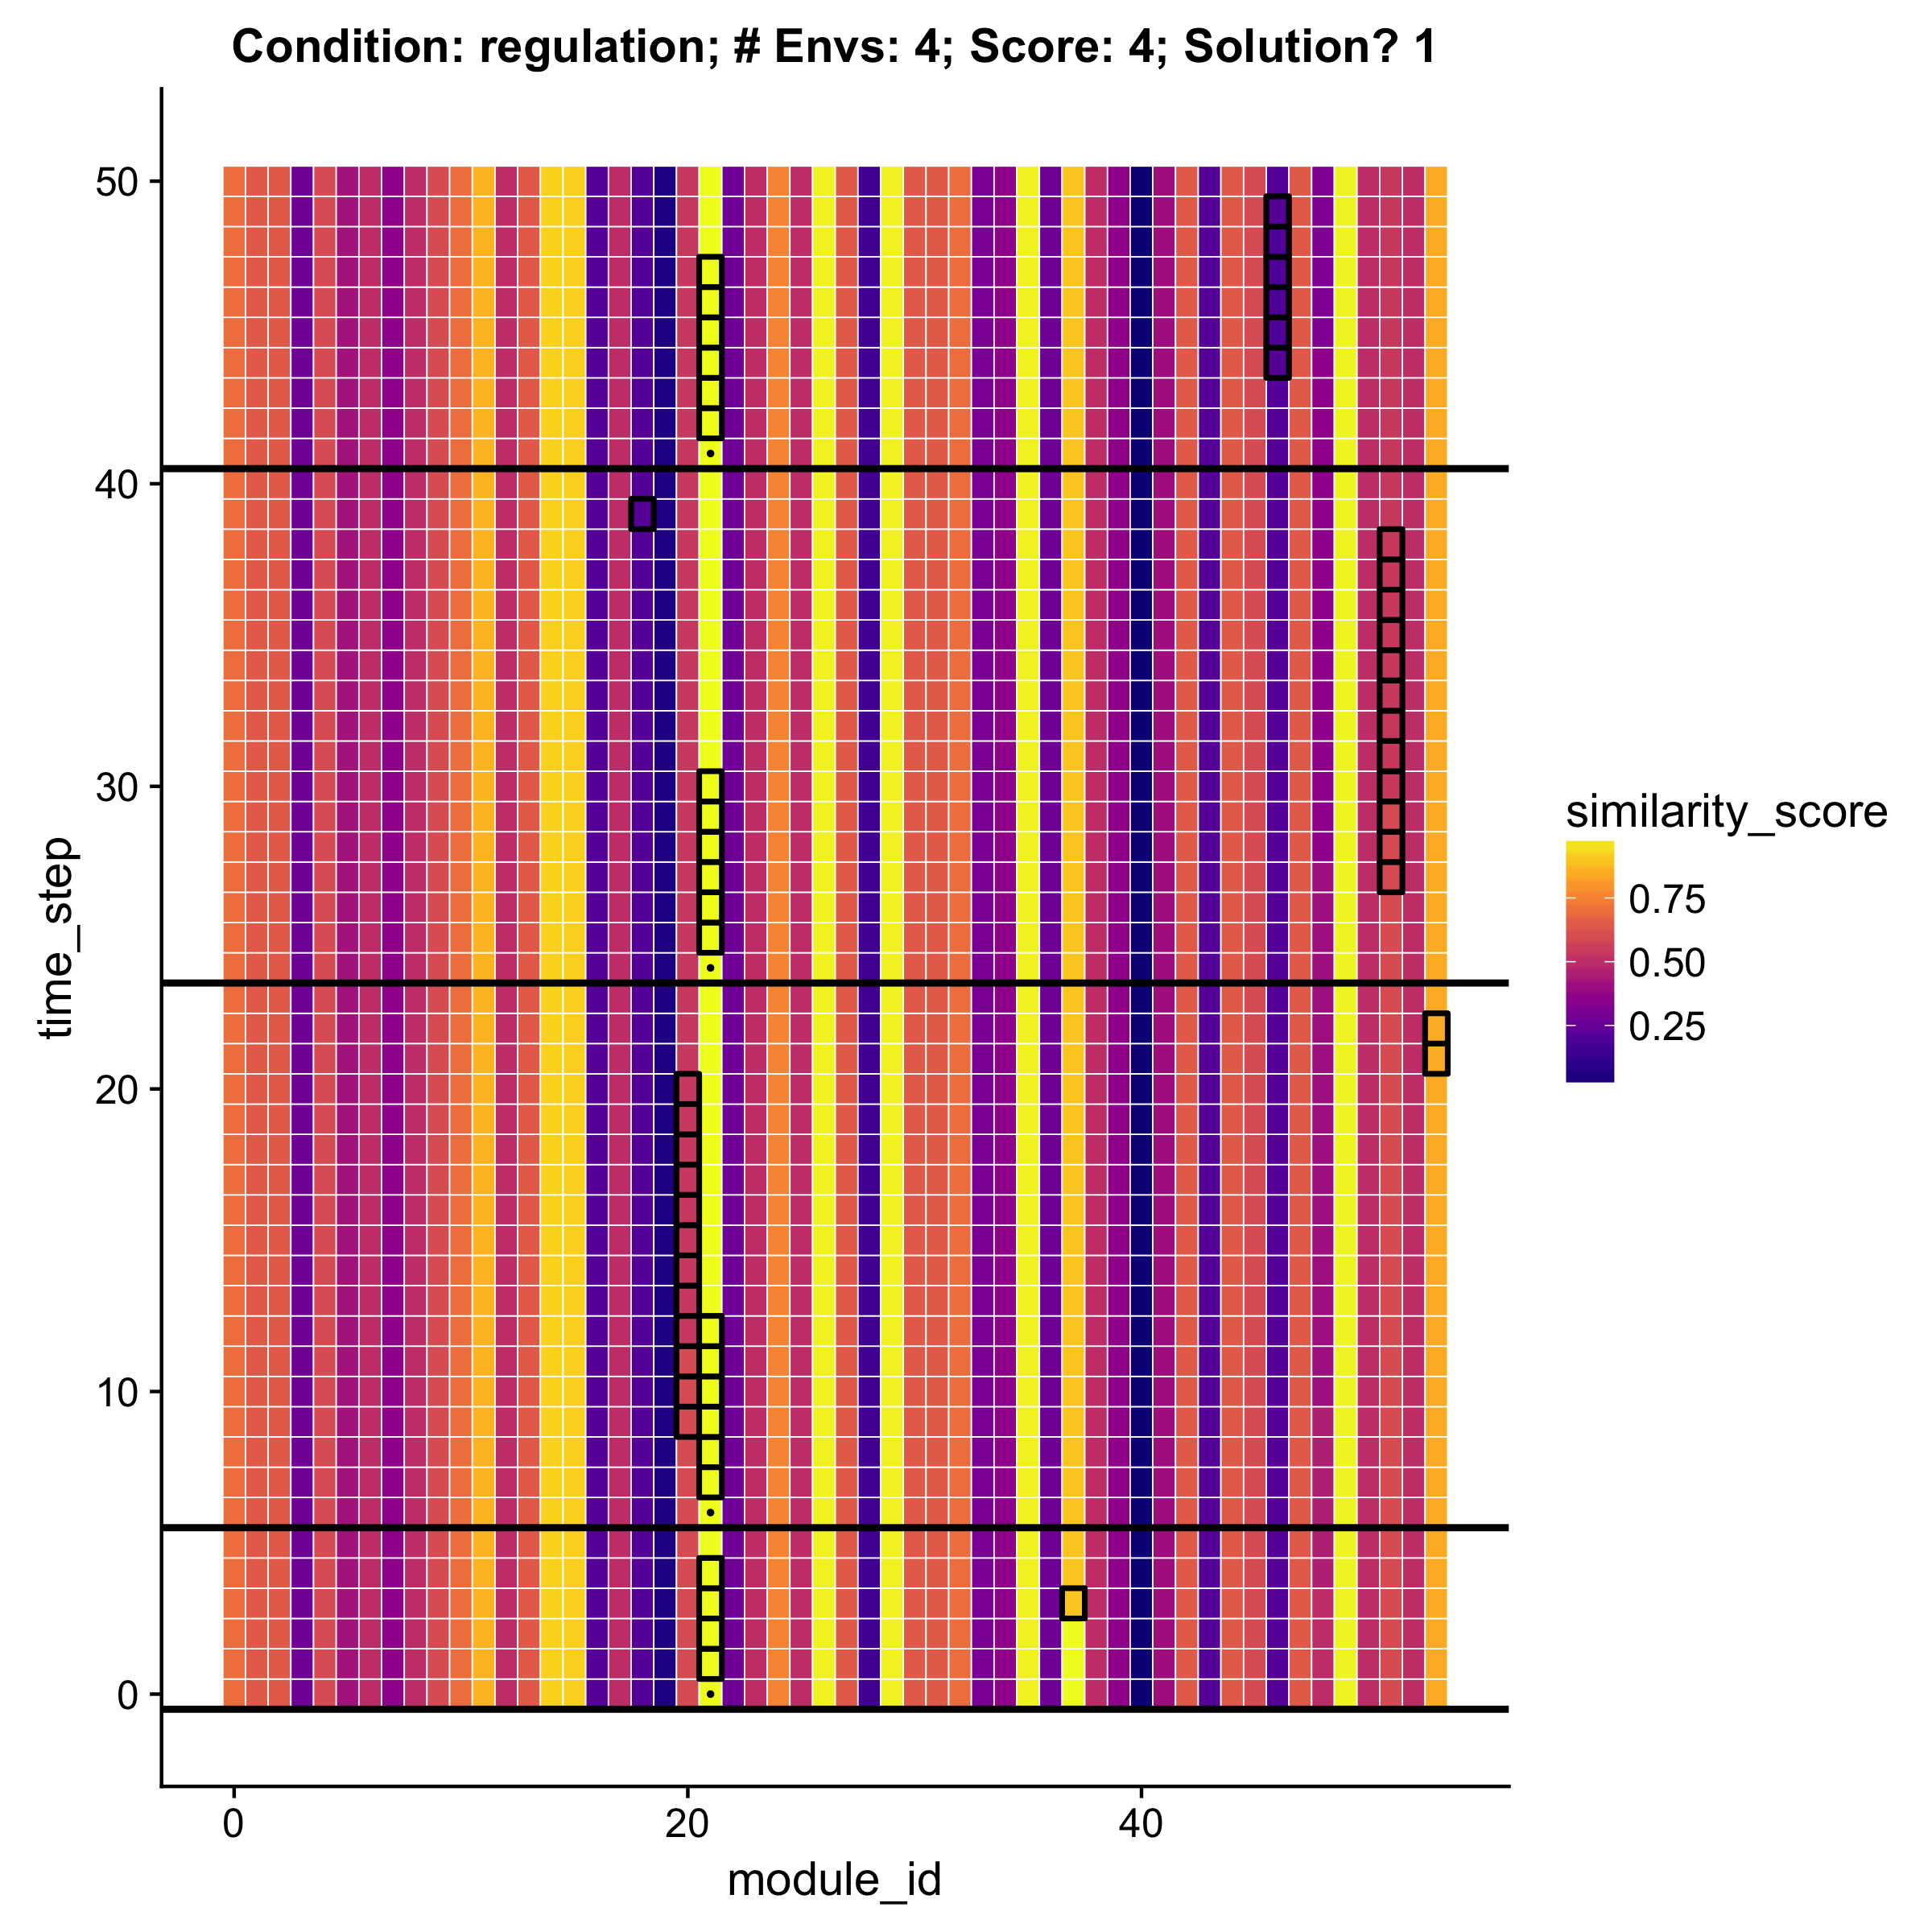 Condition: regulation; # Envs: 4; Score: 4; Solution? 1
50
40
30
20
10
0
time_step
0 20 40
module_id
similarity_score
0.75
0.50
0.25